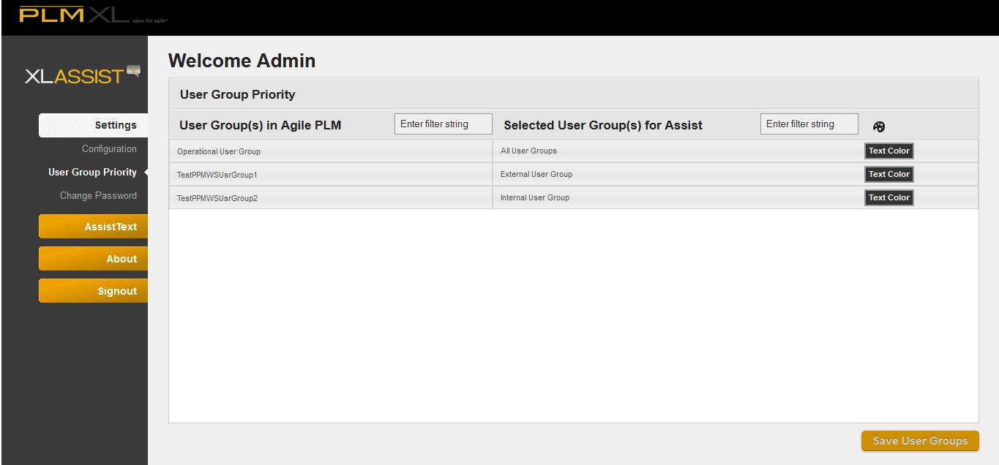 PLM XL apps for agile®
XLASSIST
Settings
Configuration
User Group Priority
Change Password
AssistText
About
Signout
Welcome Admin
User Group Priority
User Group(s) in Agile PLM Enter filter string Selected User Group(s) for Assist Enter filter string
Operational User Group All User Groups Text Color
TestPPMWSUsrGroup1 External User Group Text Color
TestPPMWSUsrGroup2 Internal User Group Text Color
Save User Groups